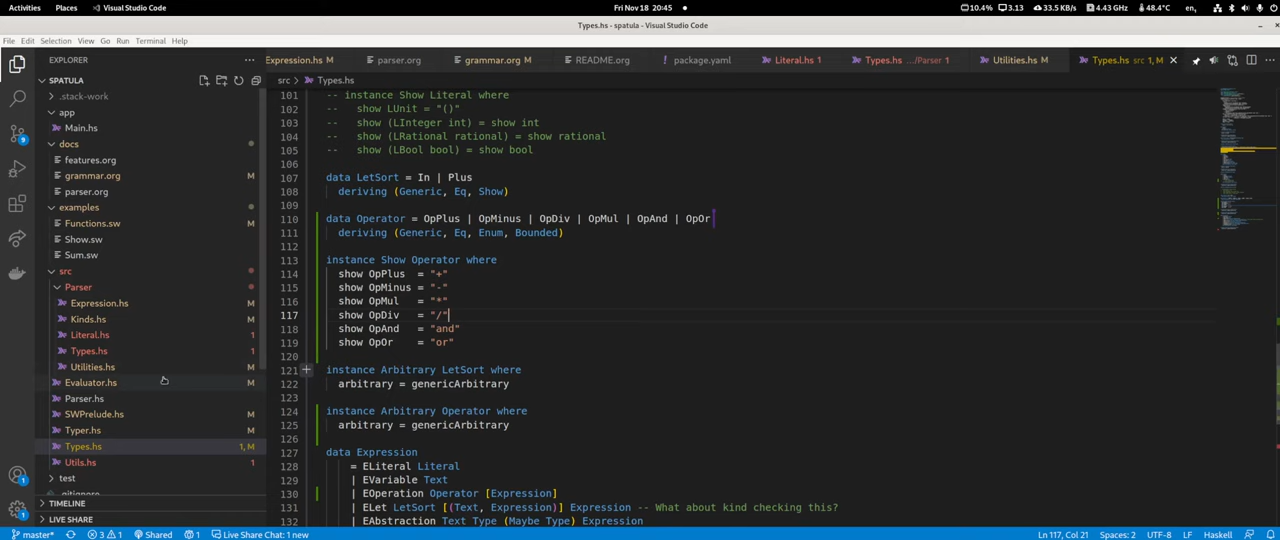 Activities Places Visual Studio Code Fri Nov 18 20:45 10.4% 3.13 33.5 KB/s 4.43 GHz 48.4°C en,
Types.hs - spatula - Visual Studio Code
File Edit Selection View Go Run Terminal Help
EXPLORER
Expression.hs M parser.org grammar.org M README.org package.yaml Literal.hs 1 Types.hs .../Parser 1 Utilities.hs M Types.hs src 1, M
SPATULA
src > Types.hs
.stack-work
app
Main.hs
docs
features.org
grammar.org M
parser.org
examples
Functions.sw M
Show.sw
Sum.sw
src
Parser
Expression.hs M
Kinds.hs M
Literal.hs 1
Types.hs 1
Utilities.hs M
Evaluator.hs M
Parser.hs
SWPrelude.hs M
Typer.hs M
Types.hs 1, M
Utils.hs 1
test
.gitignore
TIMELINE
LIVE SHARE
9
1
1
101 -- instance Show Literal where
102 --   show LUnit = "()"
103 --   show (LInteger int) = show int
104 --   show (LRational rational) = show rational
105 --   show (LBool bool) = show bool
106
107 data LetSort = In | Plus
108   deriving (Generic, Eq, Show)
109
110 data Operator = OpPlus | OpMinus | OpDiv | OpMul | OpAnd | OpOr
111   deriving (Generic, Eq, Enum, Bounded)
112
113 instance Show Operator where
114   show OpPlus  = "+"
115   show OpMinus = "-"
116   show OpMul   = "*"
117   show OpDiv   = "/"
118   show OpAnd   = "and"
119   show OpOr    = "or"
120
121 instance Arbitrary LetSort where
122   arbitrary = genericArbitrary
123
124 instance Arbitrary Operator where
125   arbitrary = genericArbitrary
126
127 data Expression
128   = ELiteral Literal
129   | EVariable Text
130   | EOperation Operator [Expression]
131   | ELet LetSort [(Text, Expression)] Expression -- What about kind checking this?
132   | EAbstraction Text Type (Maybe Type) Expression
master* 3 1 Shared 1 Live Share Chat: 1 new Ln 117, Col 21 Spaces: 2 UTF-8 LF Haskell